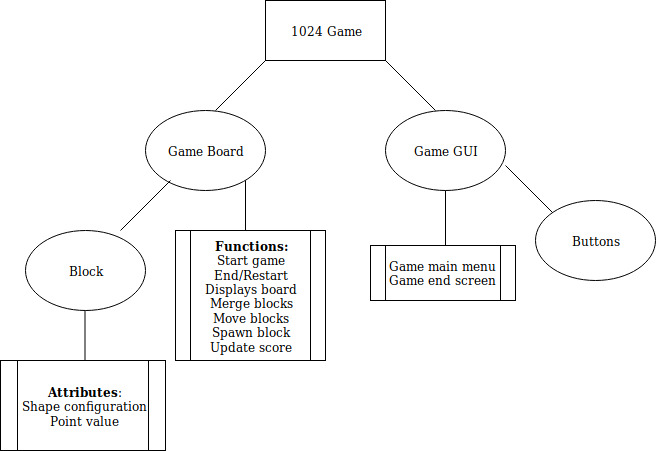 1024 Game
Game Board
Game GUI
Block
Functions:
Start game
End/Restart
Displays board
Merge blocks
Move blocks
Spawn block
Update score
Game main menu
Game end screen
Buttons
Attributes:
Shape configuration
Point value